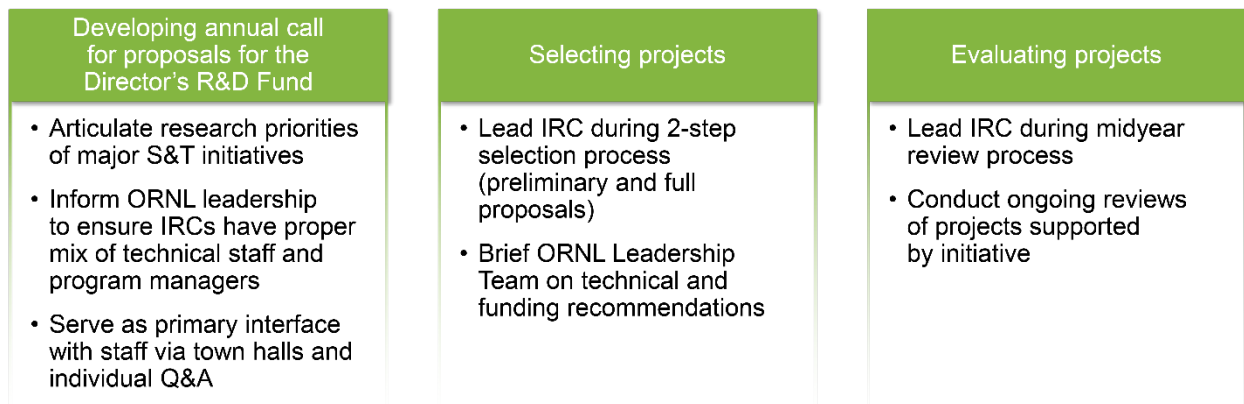 Developing annual call
for proposals for the
Director's R&D Fund
• Articulate research priorities
of major S&T initiatives
• Inform ORNL leadership
to ensure IRCs have proper
mix of technical staff and
program managers
• Serve as primary interface
with staff via town halls and
individual Q&A
Selecting projects
• Lead IRC during 2-step
selection process
(preliminary and full
proposals)
• Brief ORNL Leadership
Team on technical and
funding recommendations
Evaluating projects
• Lead IRC during midyear
review process
• Conduct ongoing reviews
of projects supported
by initiative